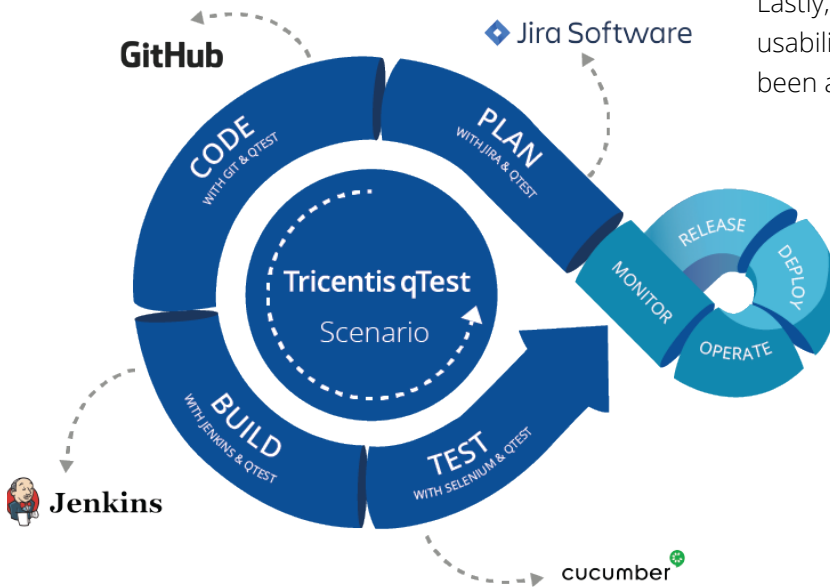 Lastly,
usabili
been a
GitHub
Jira Software
CODE
WITH GIT & QTEST
PLAN
WITH JIRA & QTEST
RELEASE
DEPLOY
MONITOR
OPERATE
Tricentis qTest
Scenario
BUILD
WITH JENKINS & QTEST
TEST
WITH SELENIUM & QTEST
Jenkins
cucumber